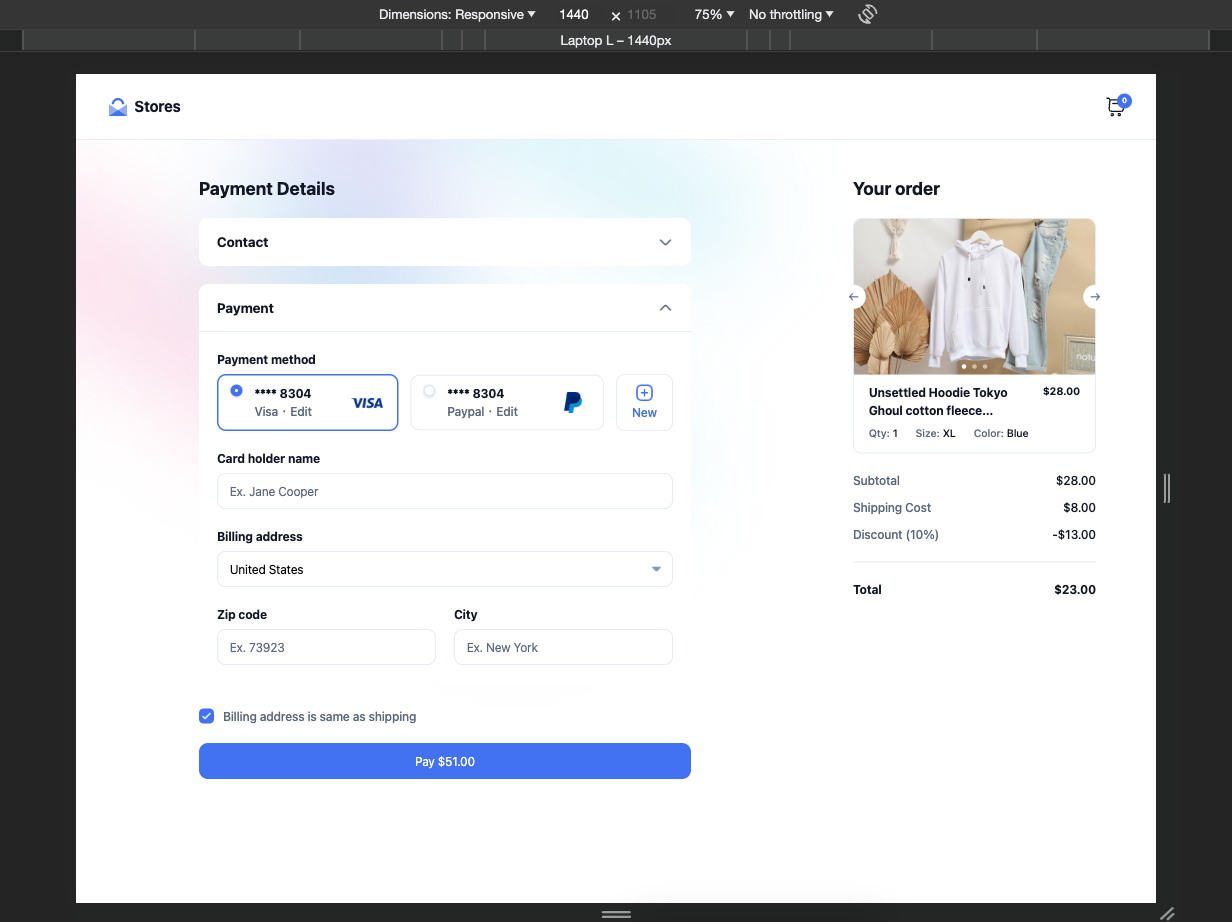 Dimensions: Responsive 1440 × 1105 75% No throttling
Laptop L – 1440px
Stores
0
Payment Details
Contact
Payment
Payment method
**** 8304
Visa · Edit
VISA
**** 8304
Paypal · Edit
New
Card holder name
Ex. Jane Cooper
Billing address
United States
Zip code
City
Ex. 73923
Ex. New York
Billing address is same as shipping
Pay $51.00
Your order
Unsettled Hoodie Tokyo
Ghoul cotton fleece...
$28.00
Qty: 1 Size: XL Color: Blue
Subtotal $28.00
Shipping Cost $8.00
Discount (10%) -$13.00
Total $23.00